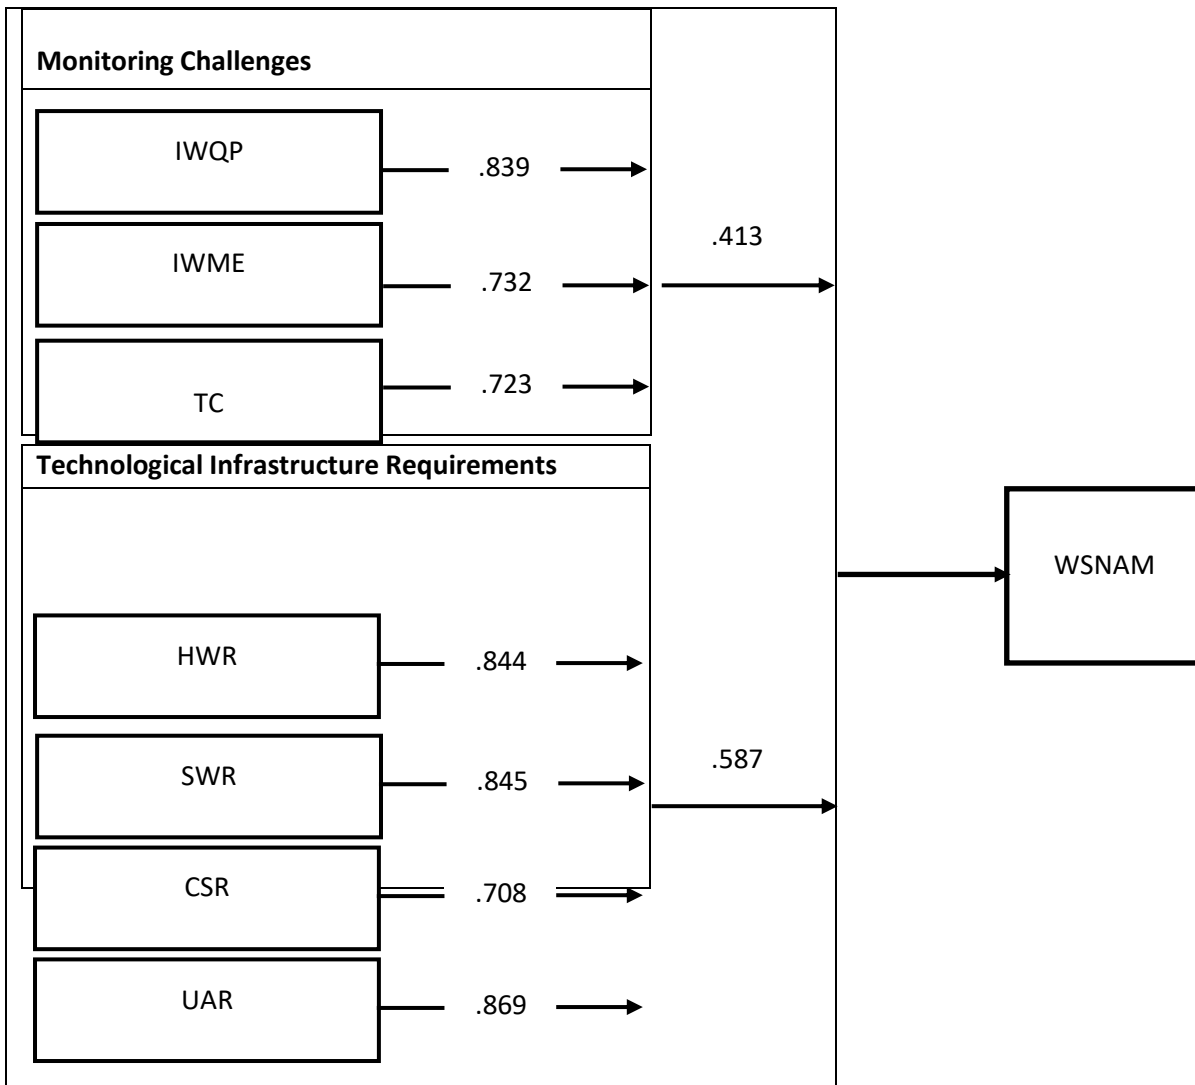 Monitoring Challenges
IWQP
.839
IWME
.732
.413
TC
.723
Technological Infrastructure Requirements
WSNAM
HWR
.844
SWR
.845
.587
CSR
.708
UAR
.869